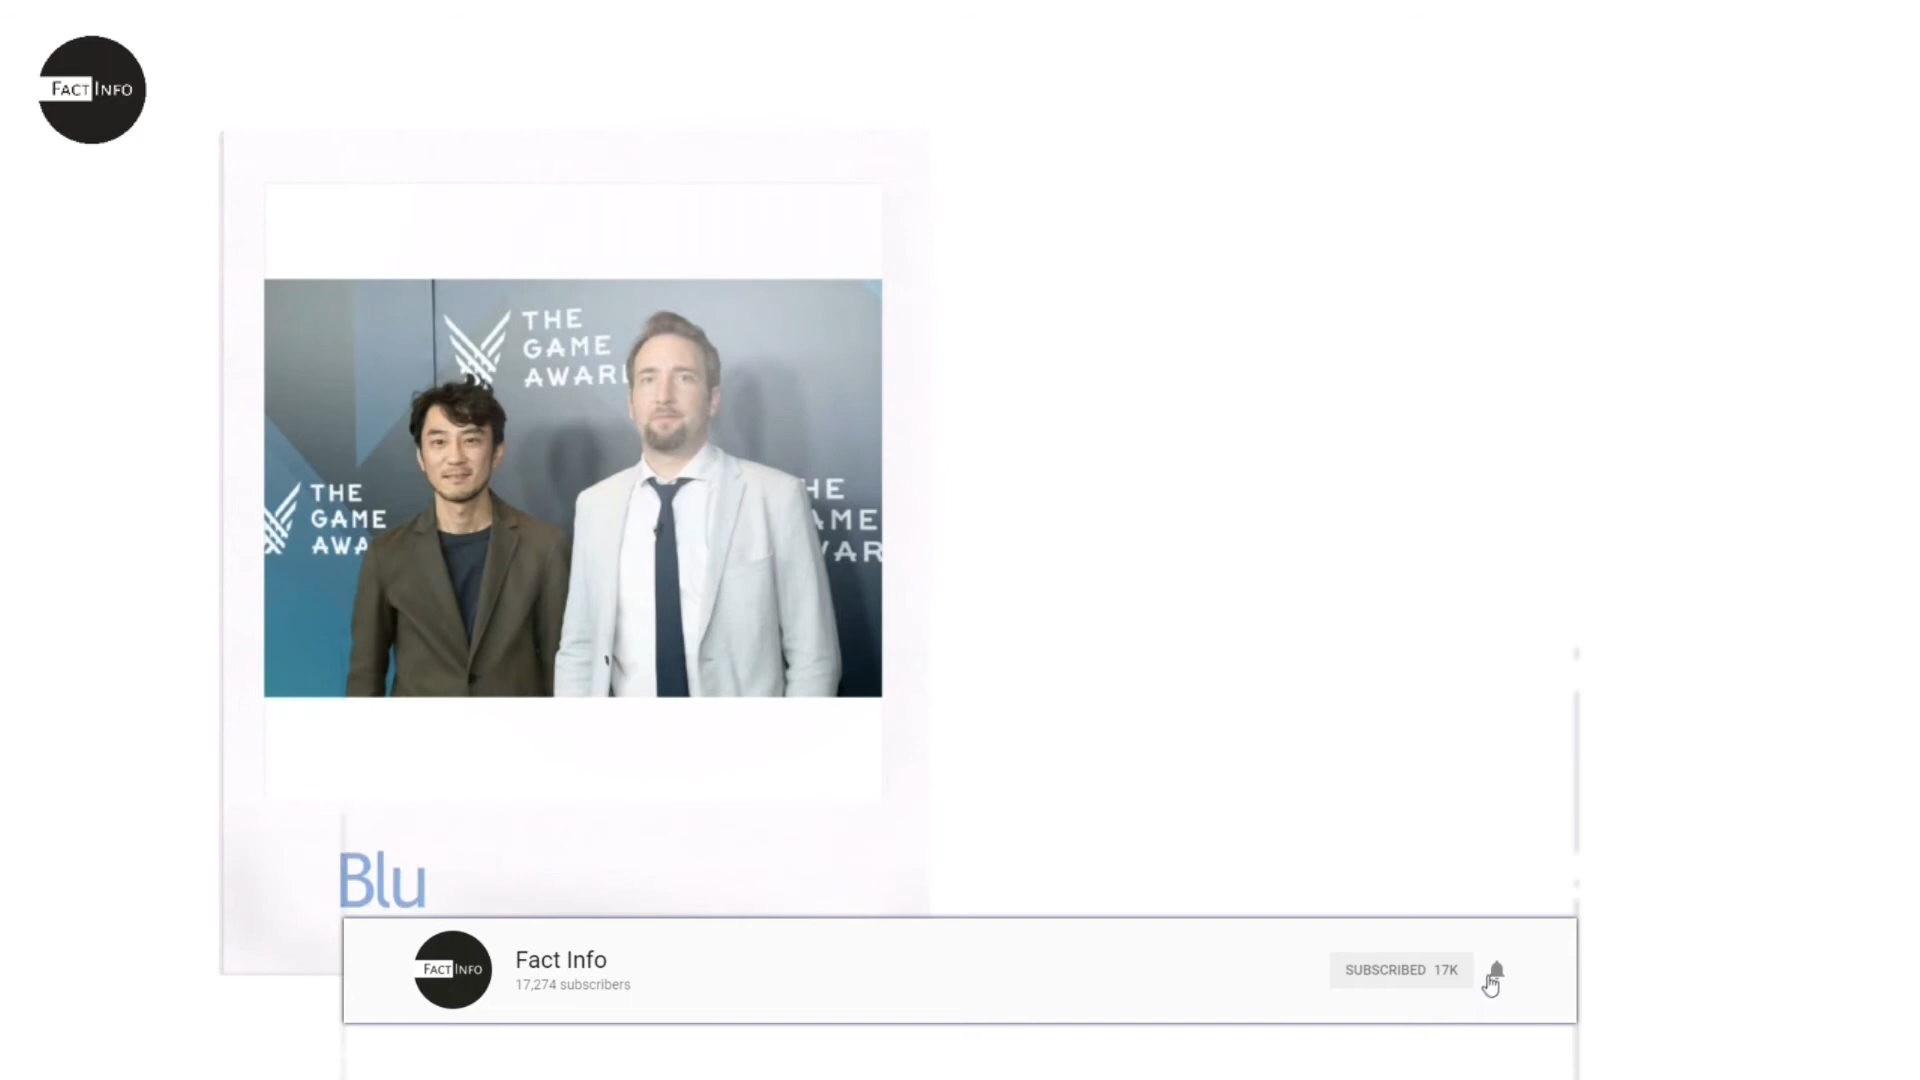 FACT INFO
THE
GAME
AWAR
THE
GAME
AWA
HE
AME
AR
Blu
FACT INFO
Fact Info
17,274 subscribers
SUBSCRIBED 17K